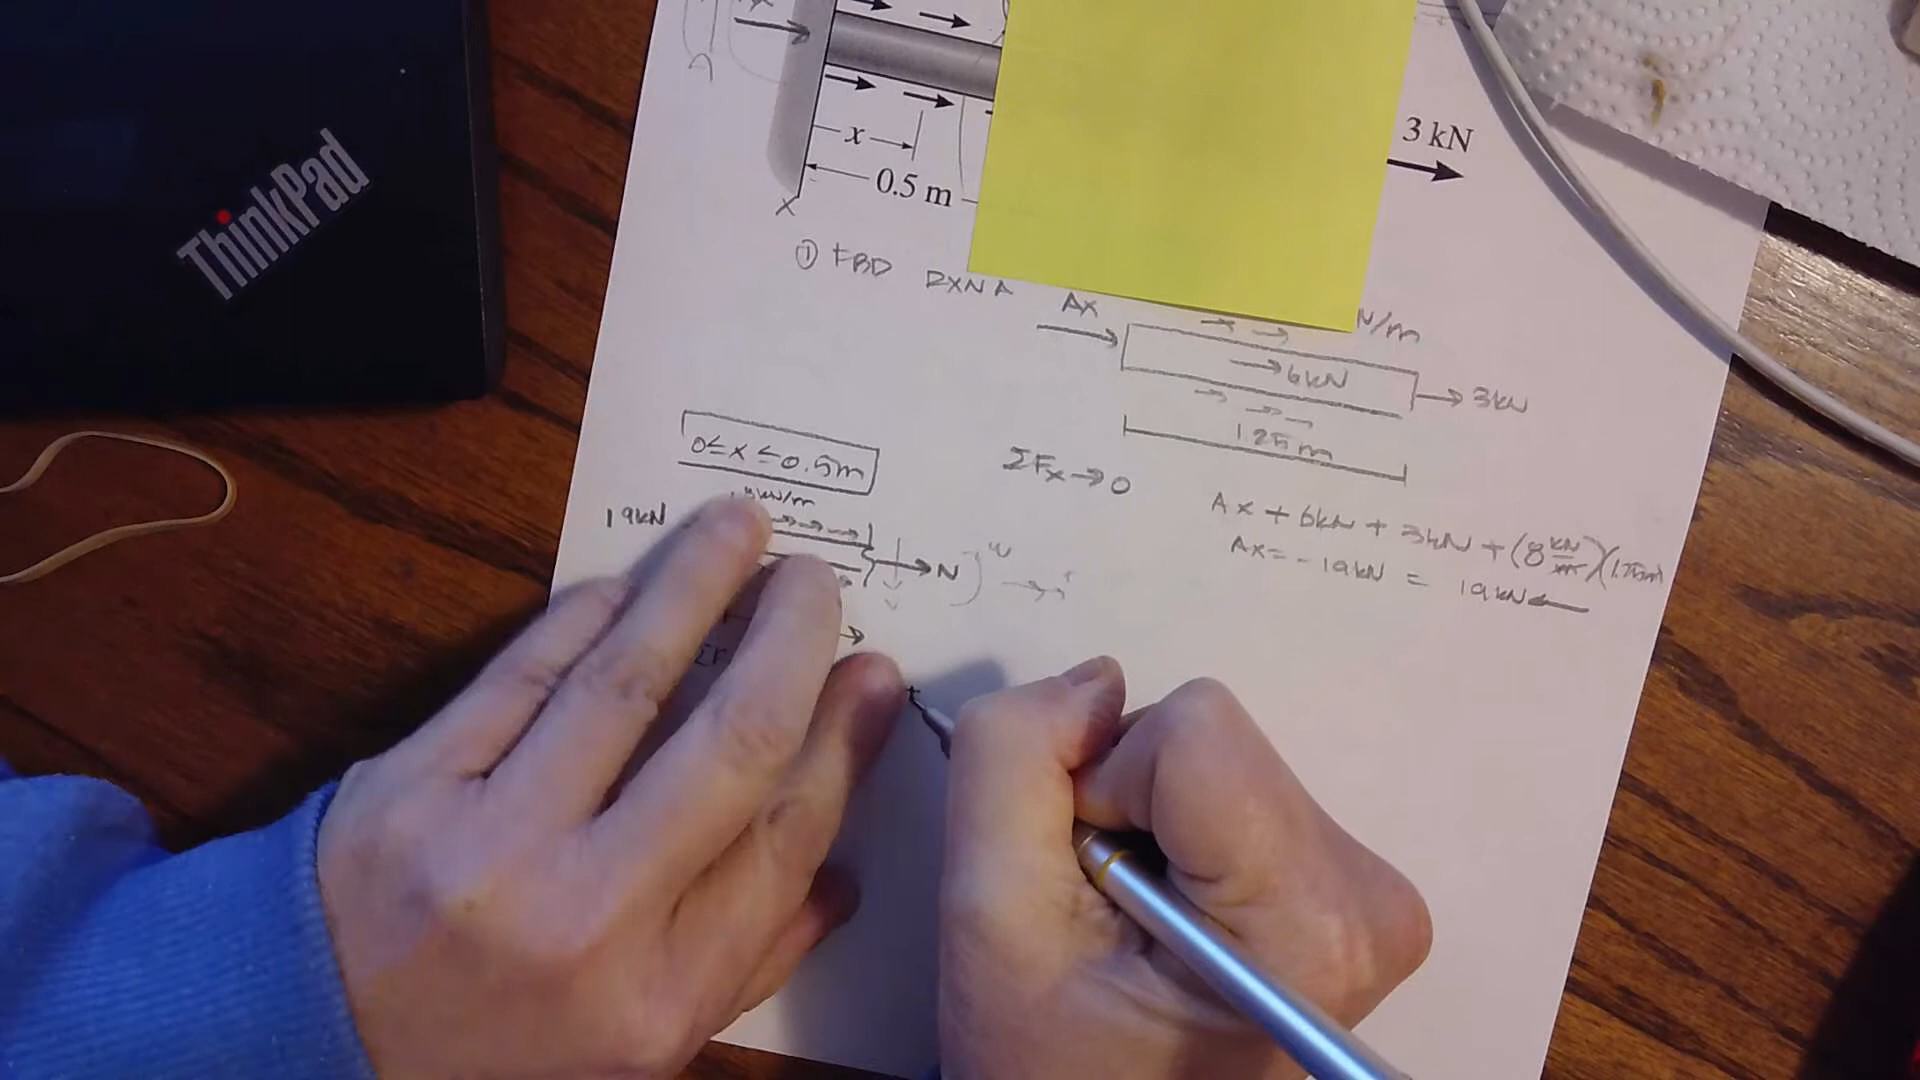 ThinkPad
3 kN
x
0.5 m
X
① FBD RXN A
Ax
N/m
6kN
3kN
1.25m
0≤x≤0.5m
ΣFx→0
19kN
N
Ax + 6kN + 3kN + (8 kN/m)(1.25m)
Ax = -19kN = 19kN←
ΣF